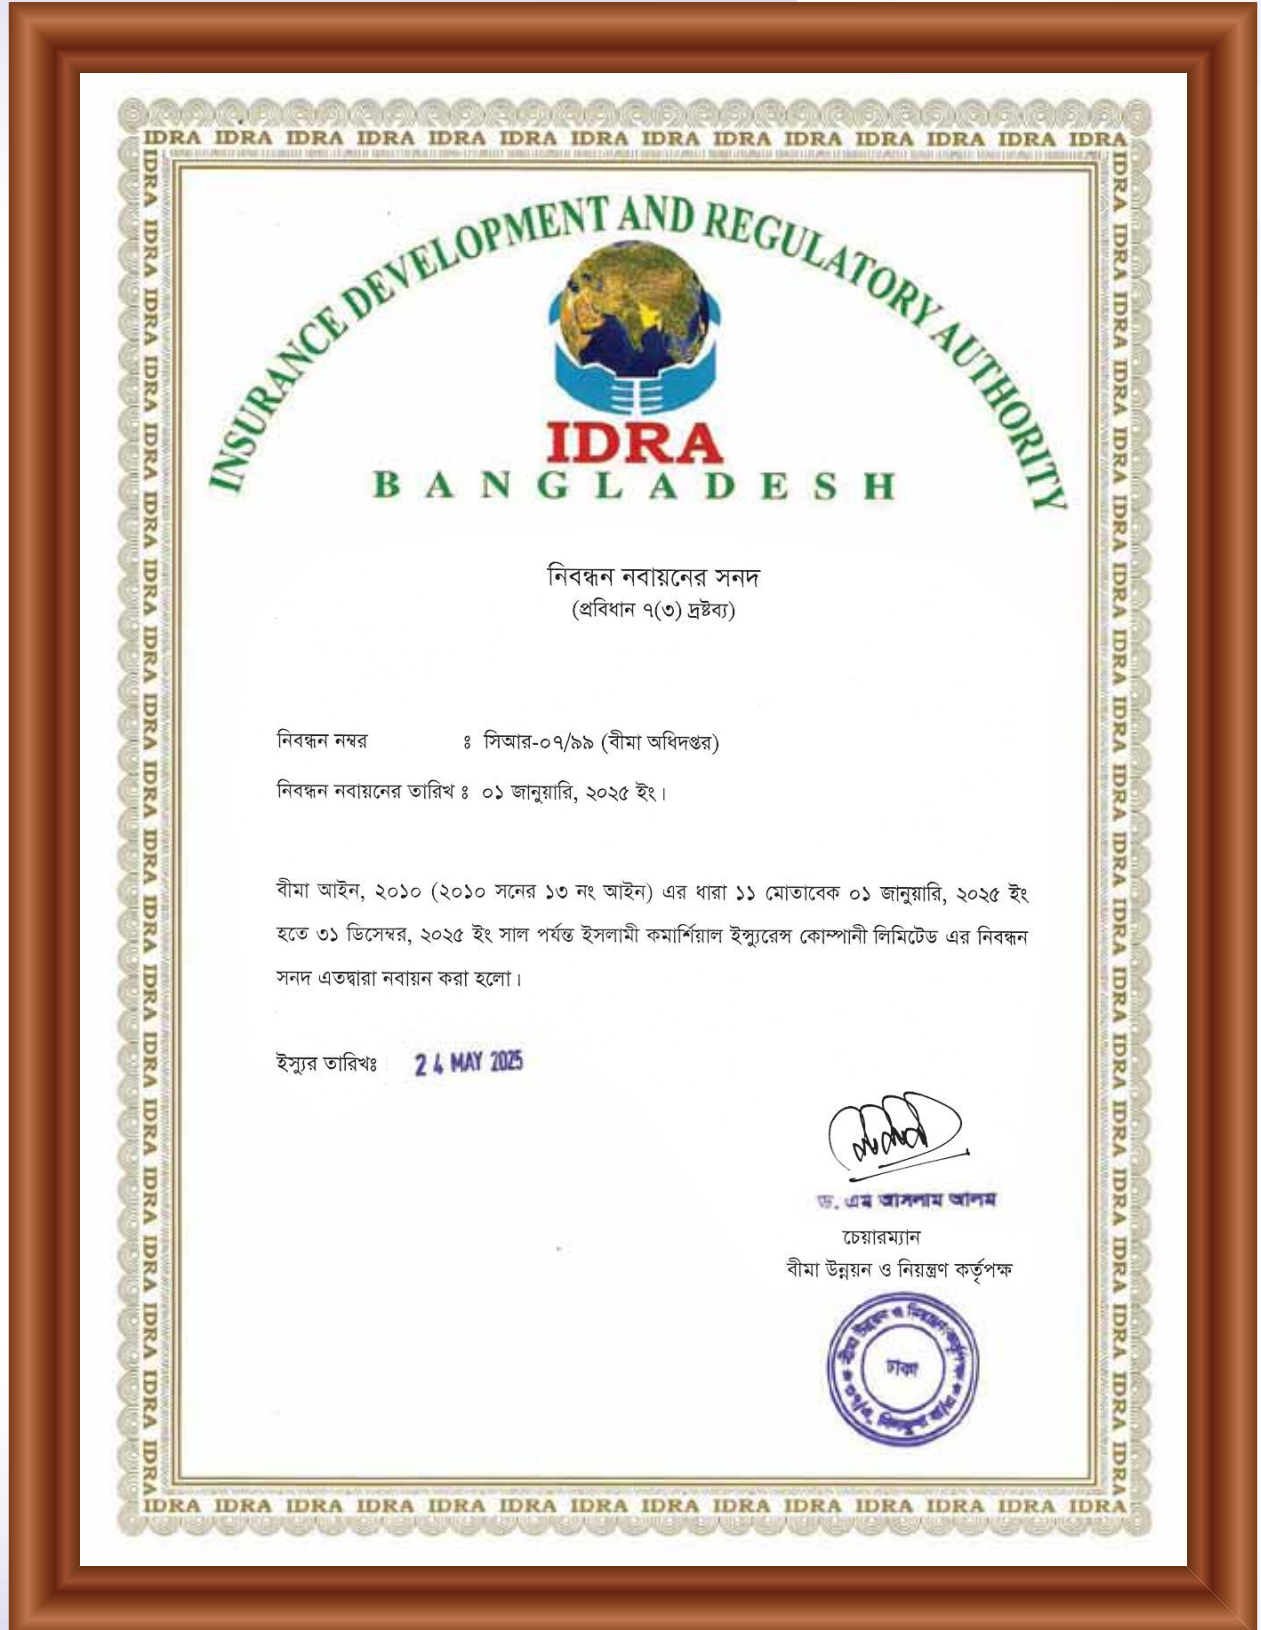 IDRA IDRA IDRA IDRA IDRA IDRA IDRA IDRA IDRA IDRA IDRA IDRA IDRA IDRA
INSURANCE DEVELOPMENT AND REGULATORY AUTHORITY
IDRA
BANGLADESH
নিবন্ধন নবায়নের সনদ
(প্রবিধান ৭(৩) দ্রষ্টব্য)
নিবন্ধন নম্বর ঃ সিআর-০৭/৯৯ (বীমা অধিদপ্তর)
নিবন্ধন নবায়নের তারিখ ঃ ০১ জানুয়ারি, ২০২৫ ইং।
বীমা আইন, ২০১০ (২০১০ সনের ১৩ নং আইন) এর ধারা ১১ মোতাবেক ০১ জানুয়ারি, ২০২৫ ইং
হতে ৩১ ডিসেম্বর, ২০২৫ ইং সাল পর্যন্ত ইসলামী কমার্শিয়াল ইন্স্যুরেন্স কোম্পানী লিমিটেড এর নিবন্ধন
সনদ এতদ্বারা নবায়ন করা হলো।
ইস্যুর তারিখঃ 24 MAY 2025
ড. এম আসলাম আলম
চেয়ারম্যান
বীমা উন্নয়ন ও নিয়ন্ত্রণ কর্তৃপক্ষ
বীমা উন্নয়ন ও নিয়ন্ত্রণ কর্তৃপক্ষ
ঢাকা
IDRA IDRA IDRA IDRA IDRA IDRA IDRA IDRA IDRA IDRA IDRA IDRA IDRA IDRA